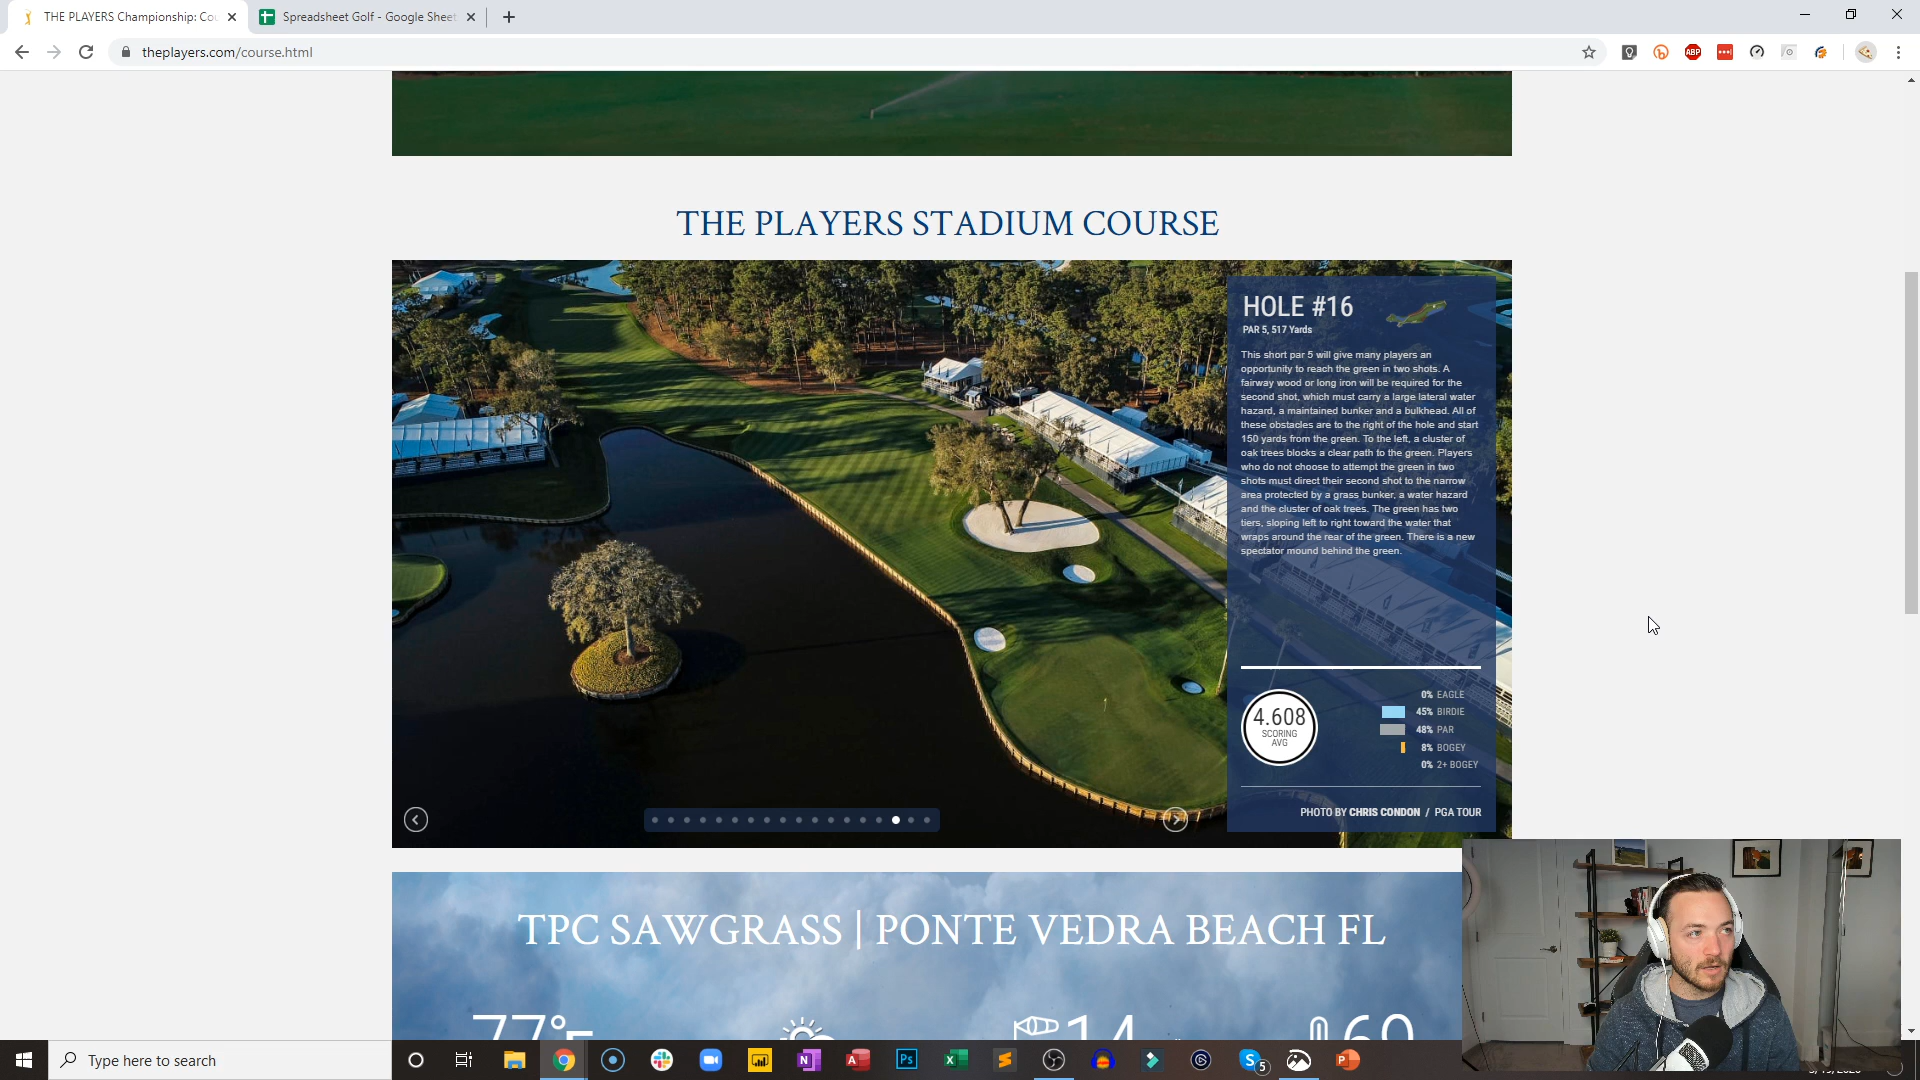 THE PLAYERS Championship: Cou
Spreadsheet Golf - Google Sheet
theplayers.com/course.html
ABP
THE PLAYERS STADIUM COURSE
HOLE #16
PAR 5, 517 Yards
This short par 5 will give many players an
opportunity to reach the green in two shots. A
fairway wood or long iron will be required for the
second shot, which must carry a large lateral water
hazard, a maintained bunker and a bulkhead. All of
these obstacles are to the right of the hole and start
150 yards from the green. To the left, a cluster of
oak trees blocks a clear path to the green. Players
who do not choose to attempt the green in two
shots must direct their second shot to the narrow
area protected by a grass bunker, a water hazard
and the cluster of oak trees. The green has two
tiers, sloping left to right toward the water that
wraps around the rear of the green. There is a new
spectator mound behind the green.
4.608
SCORING
AVG
0% EAGLE
45% BIRDIE
48% PAR
8% BOGEY
0% 2+ BOGEY
PHOTO BY CHRIS CONDON / PGA TOUR
TPC SAWGRASS | PONTE VEDRA BEACH FL
77°F
14
69
Type here to search
Ps
5